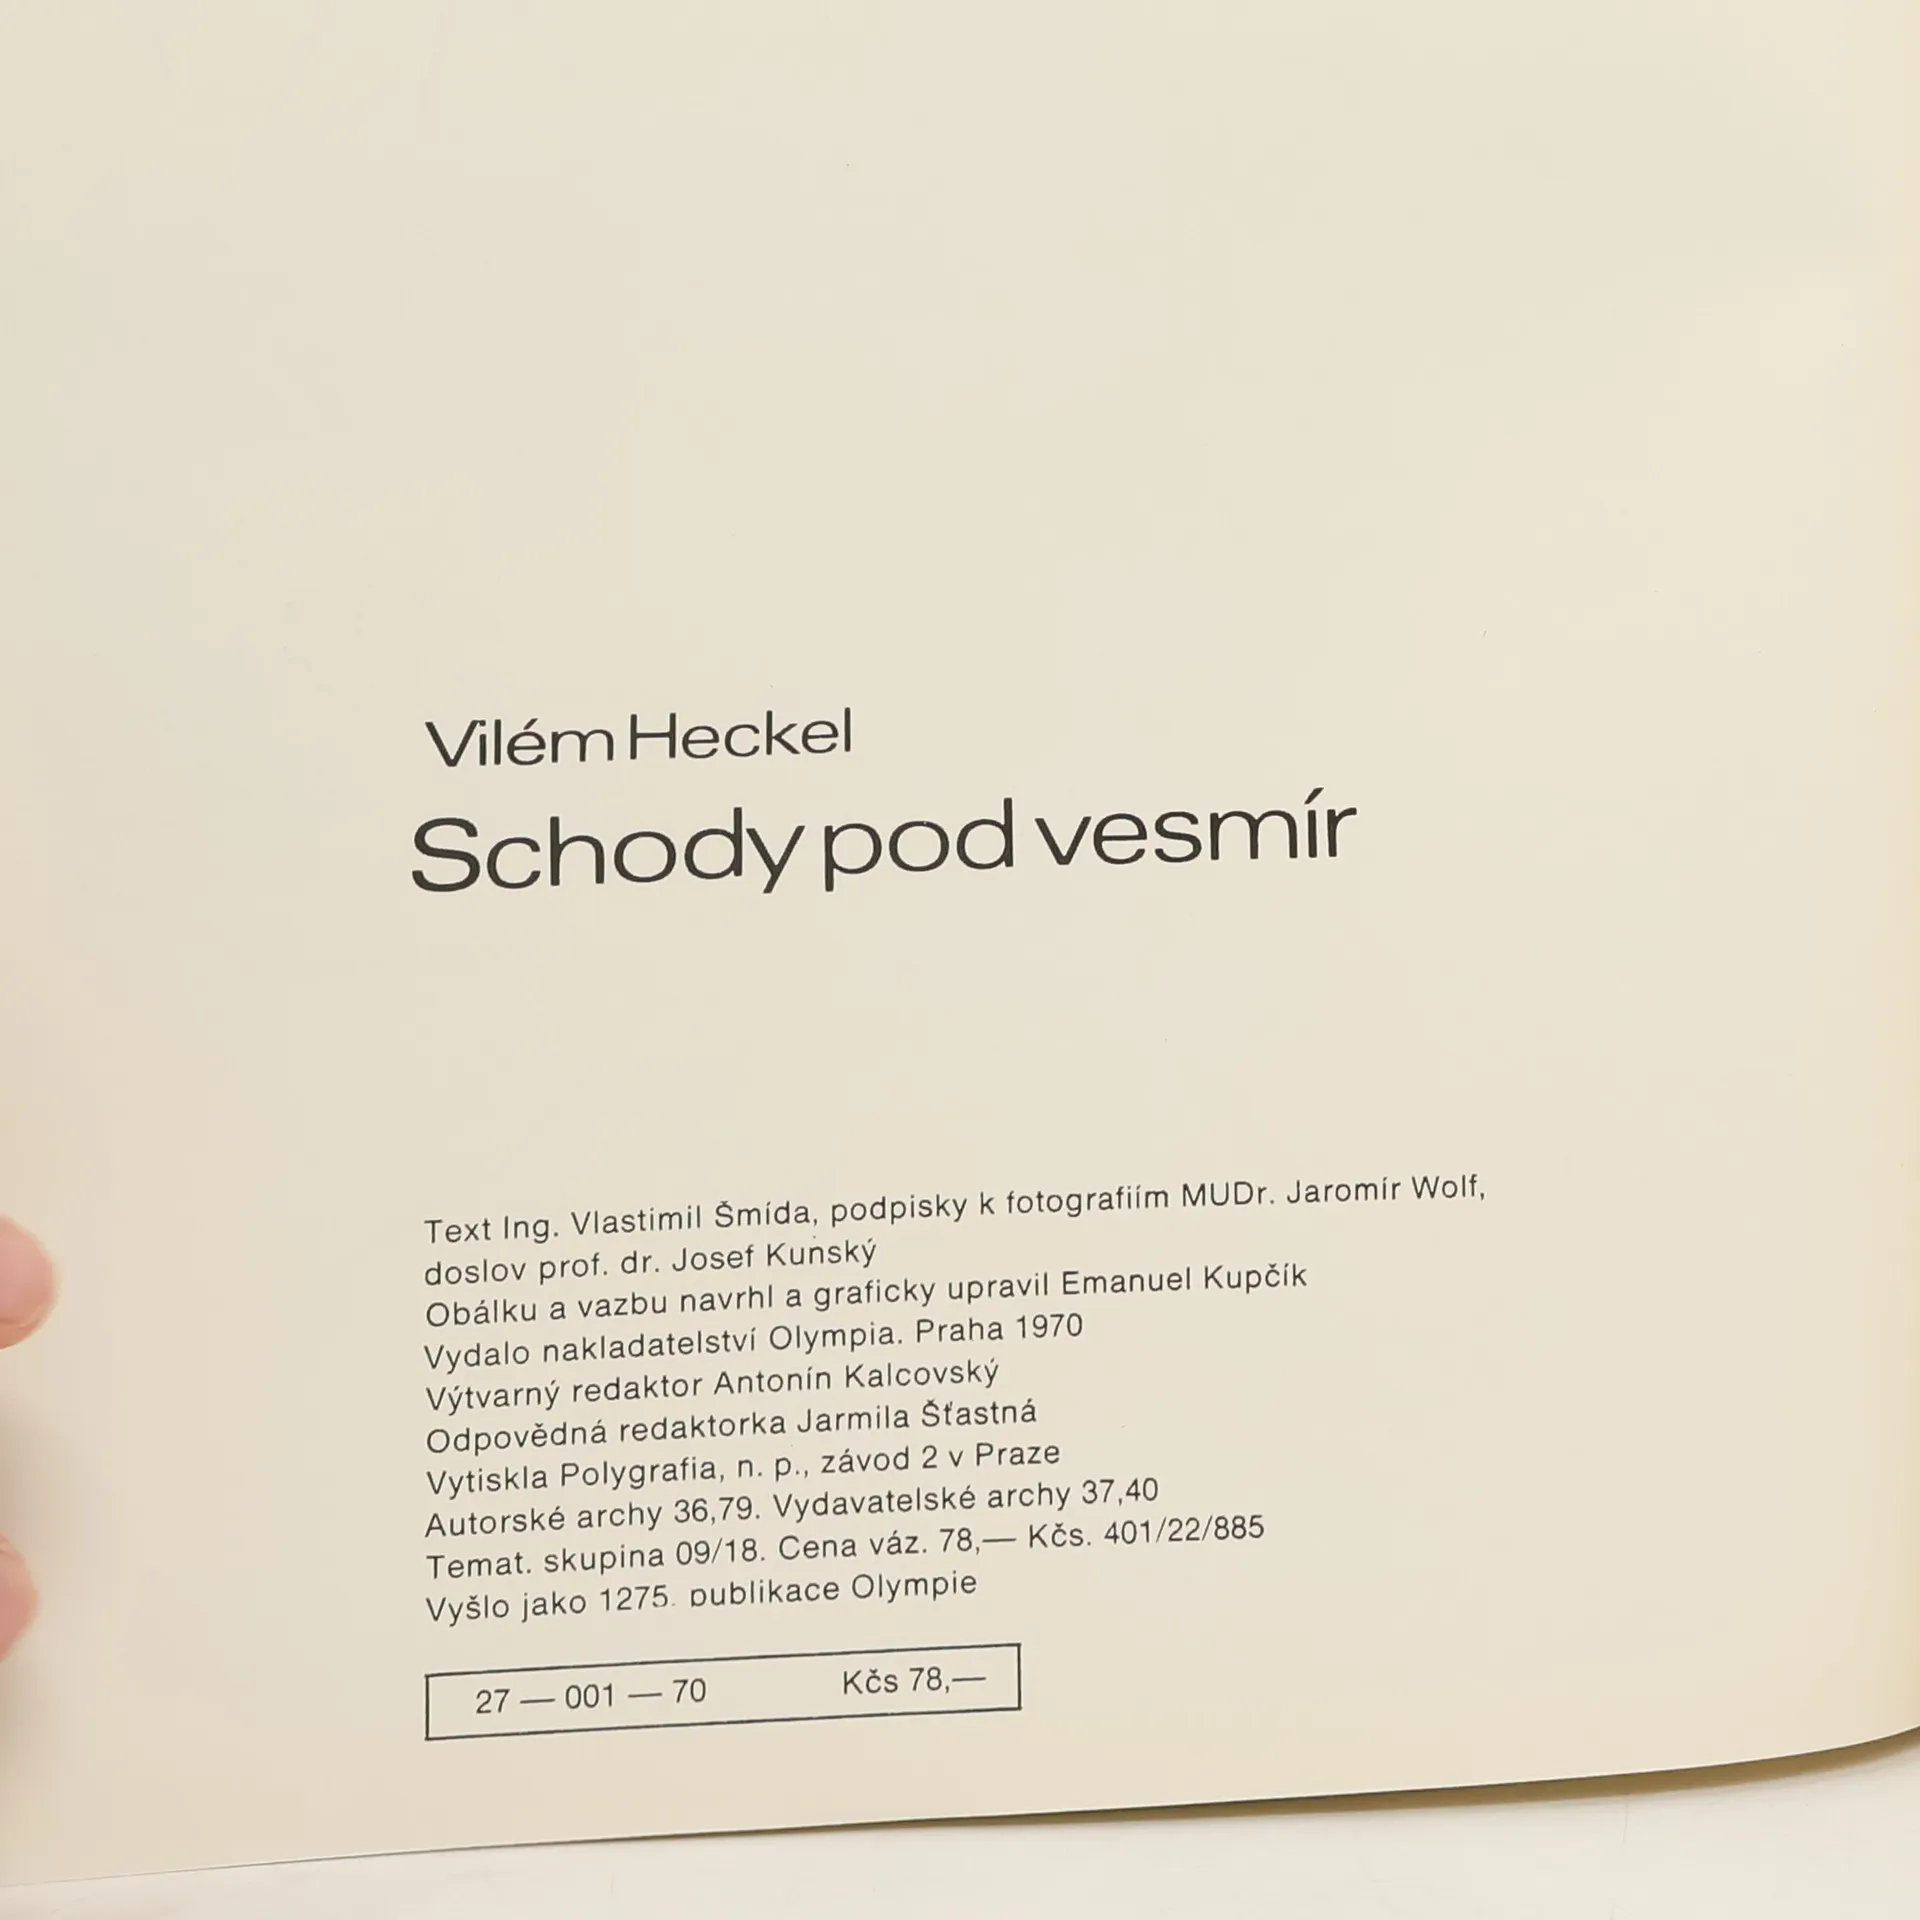 Vilém Heckel
Schody pod vesmír
Text Ing. Vlastimil Šmída, podpisky k fotografiím MUDr. Jaromír Wolf,
doslov prof. dr. Josef Kunský
Obálku a vazbu navrhl a graficky upravil Emanuel Kupčík
Vydalo nakladatelství Olympia. Praha 1970
Výtvarný redaktor Antonín Kalcovský
Odpovědná redaktorka Jarmila Šťastná
Vytiskla Polygrafia, n. p., závod 2 v Praze
Autorské archy 36,79. Vydavatelské archy 37,40
Temat. skupina 09/18. Cena váz. 78,— Kčs. 401/22/885
Vyšlo jako 1275. publikace Olympie
27 — 001 — 70 Kčs 78,—